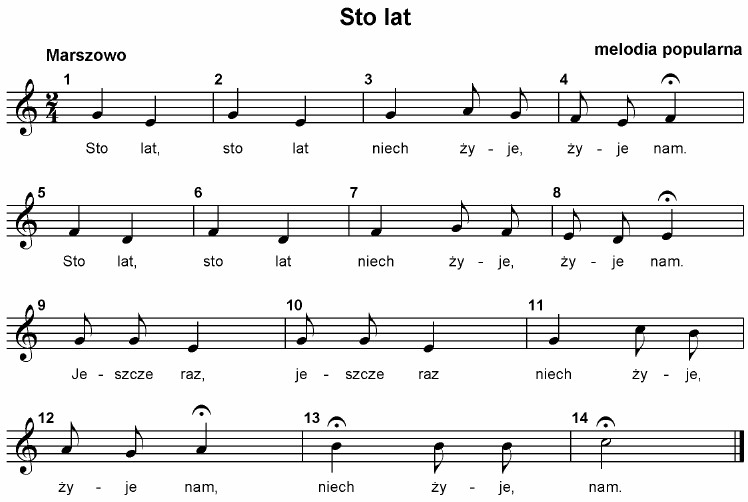 Sto lat
Marszowo
melodia popularna
1 2 3 4
2
4
Sto lat, sto lat niech ży - je, ży - je nam.
5 6 7 8
Sto lat, sto lat niech ży - je, ży - je nam.
9 10 11
Je - szcze raz, je - szcze raz niech ży - je,
12 13 14
ży - je nam, niech ży - je, nam.